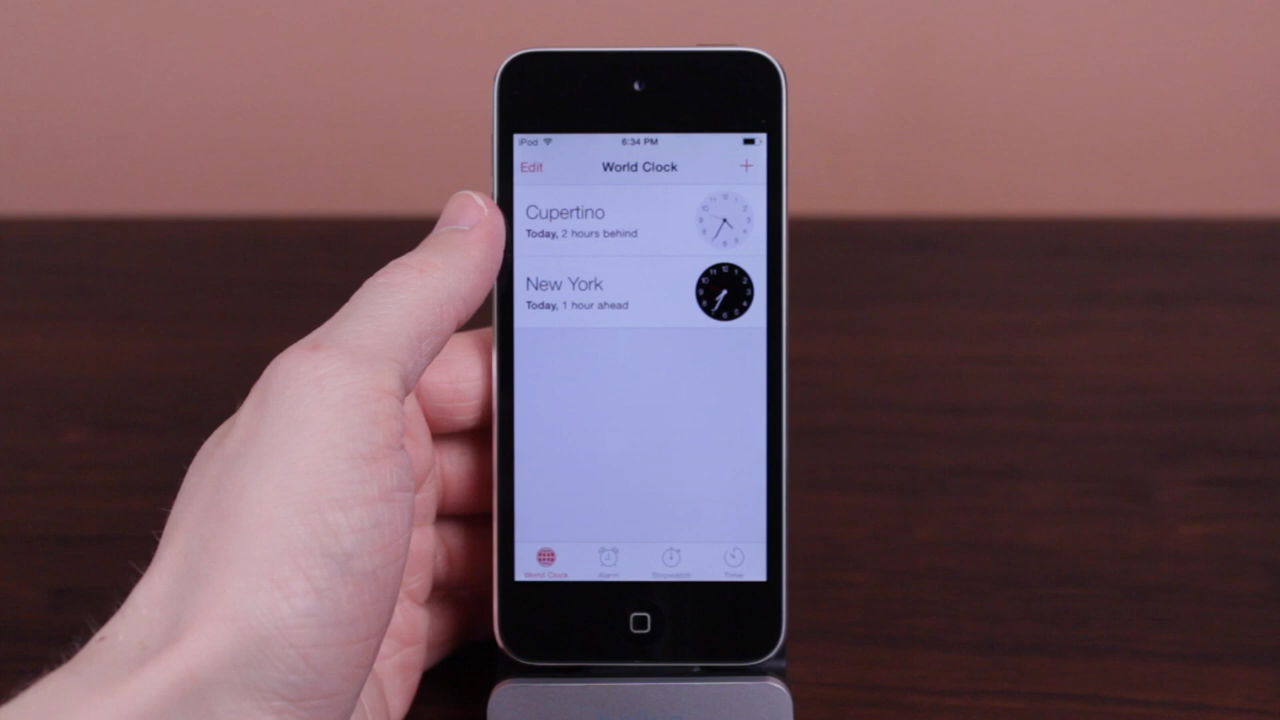 iPod 6:34 PM
Edit World Clock +
Cupertino
Today, 2 hours behind
New York
Today, 1 hour ahead
World Clock Alarm Stopwatch Timer